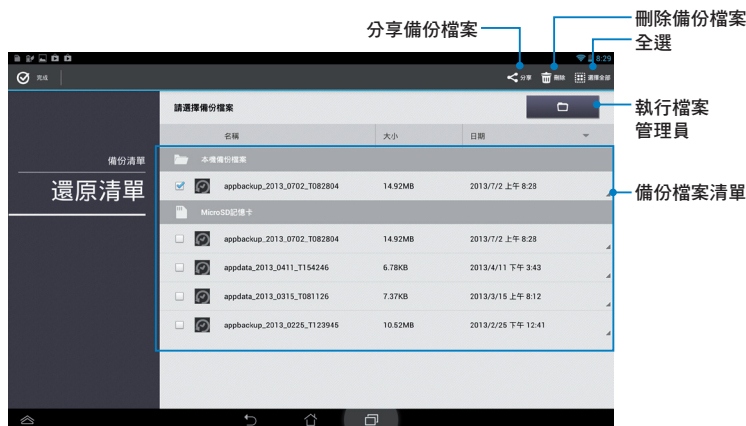 分享備份檔案
刪除備份檔案
全選
8:29
完成
分享
刪除
選擇全部
請選擇備份檔案
執行檔案
管理員
名稱
大小
日期
備份清單
還原清單
本機備份檔案
appbackup_2013_0702_T082804 14.92MB 2013/7/2 上午 8:28
備份檔案清單
MicroSD記憶卡
appbackup_2013_0702_T082804 14.92MB 2013/7/2 上午 8:28
appdata_2013_0411_T154246 6.78KB 2013/4/11 下午 3:43
appdata_2013_0315_T081126 7.37KB 2013/3/15 上午 8:12
appbackup_2013_0225_T123945 10.52MB 2013/2/25 下午 12:41